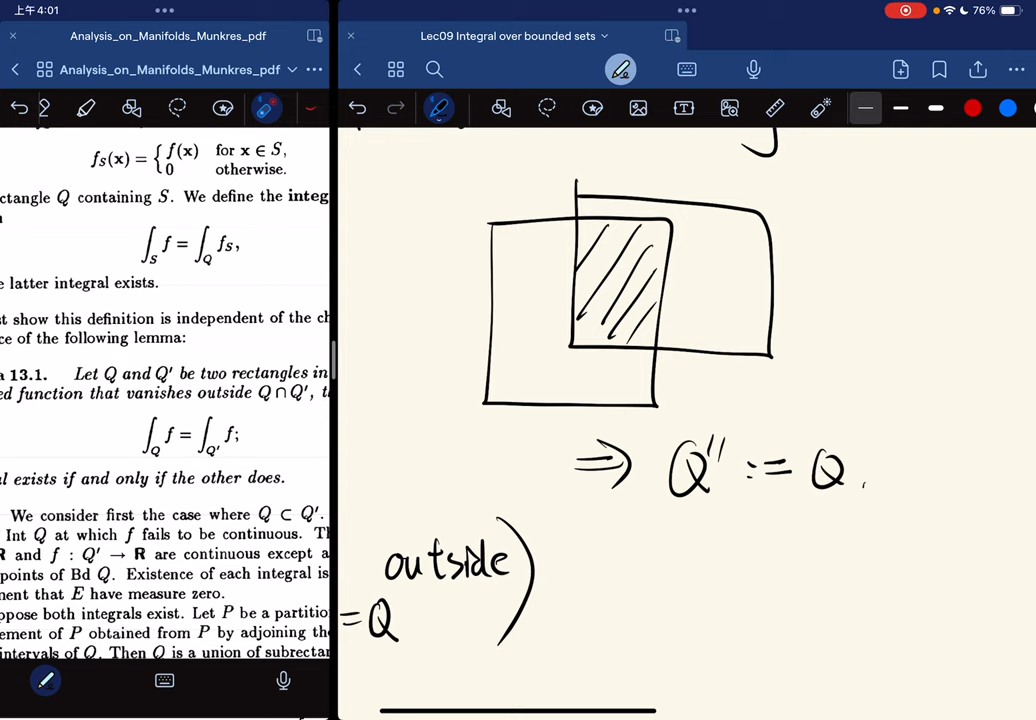 上午4:01
76%
Analysis_on_Manifolds_Munkres_pdf
Lec09 Integral over bounded sets
Analysis_on_Manifolds_Munkres_pdf
fs(x) = { f(x) for x ∈ S,
0 otherwise.
ctangle Q containing S. We define the integ
∫S f = ∫Q fs,
e latter integral exists.
st show this definition is independent of the ch
ce of the following lemma:
a 13.1. Let Q and Q′ be two rectangles in
ed function that vanishes outside Q ∩ Q′, t
∫Q f = ∫Q′ f;
al exists if and only if the other does.
We consider first the case where Q ⊂ Q′.
Int Q at which f fails to be continuous. T
R and f : Q′ → R are continuous except a
points of Bd Q. Existence of each integral is
ment that E have measure zero.
ppose both integrals exist. Let P be a partitio
ement of P obtained from P by adjoining the
intervals of Q. Then Q is a union of subrectan
⇒ Q″ := Q
outside )
= Q